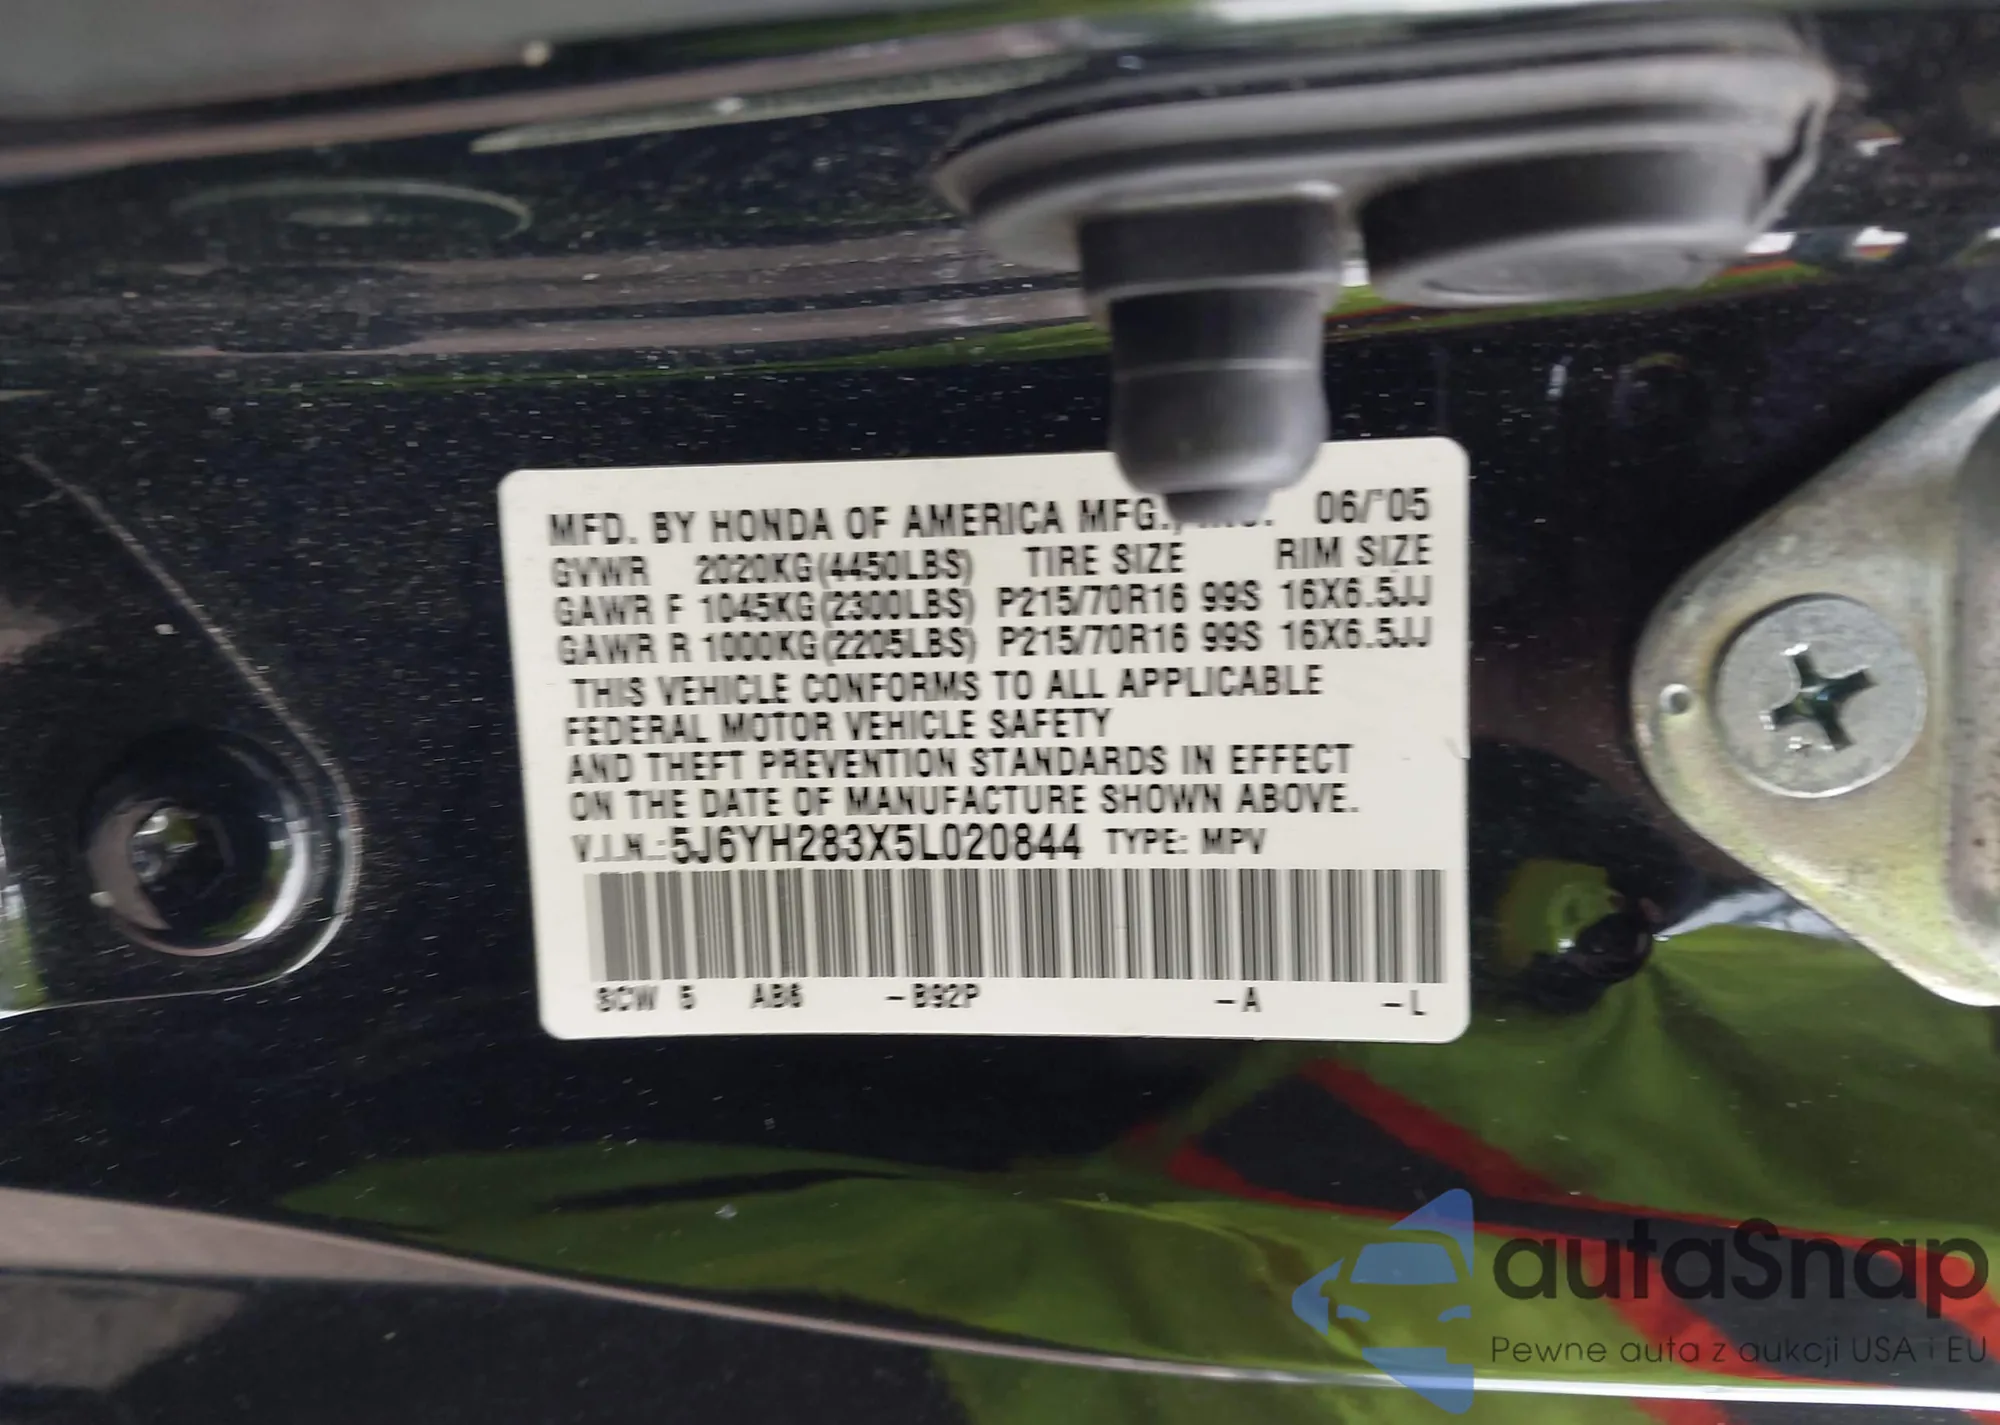 MFD. BY HONDA OF AMERICA MFG., INC. 06/'05
GVWR 2020KG(4450LBS) TIRE SIZE RIM SIZE
GAWR F 1045KG(2300LBS) P215/70R16 99S 16X6.5JJ
GAWR R 1000KG(2205LBS) P215/70R16 99S 16X6.5JJ
THIS VEHICLE CONFORMS TO ALL APPLICABLE
FEDERAL MOTOR VEHICLE SAFETY
AND THEFT PREVENTION STANDARDS IN EFFECT
ON THE DATE OF MANUFACTURE SHOWN ABOVE.
V.I.N.: 5J6YH283X5L020844 TYPE: MPV
SCW 5 AB6 -B92P -A -L
autaSnap
Pewne auta z aukcji USA i EU